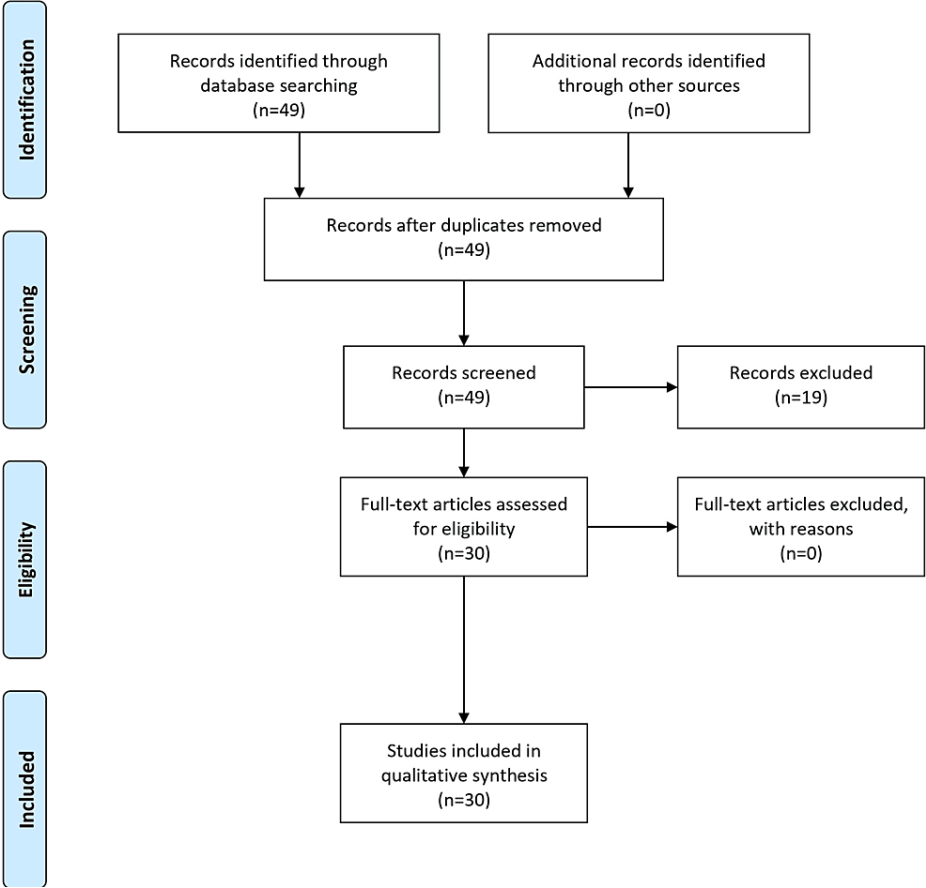 Identification
Records identified through
database searching
(n=49)
Additional records identified
through other sources
(n=0)
Records after duplicates removed
(n=49)
Screening
Records screened
(n=49)
Records excluded
(n=19)
Eligibility
Full-text articles assessed
for eligibility
(n=30)
Full-text articles excluded,
with reasons
(n=0)
Included
Studies included in
qualitative synthesis
(n=30)